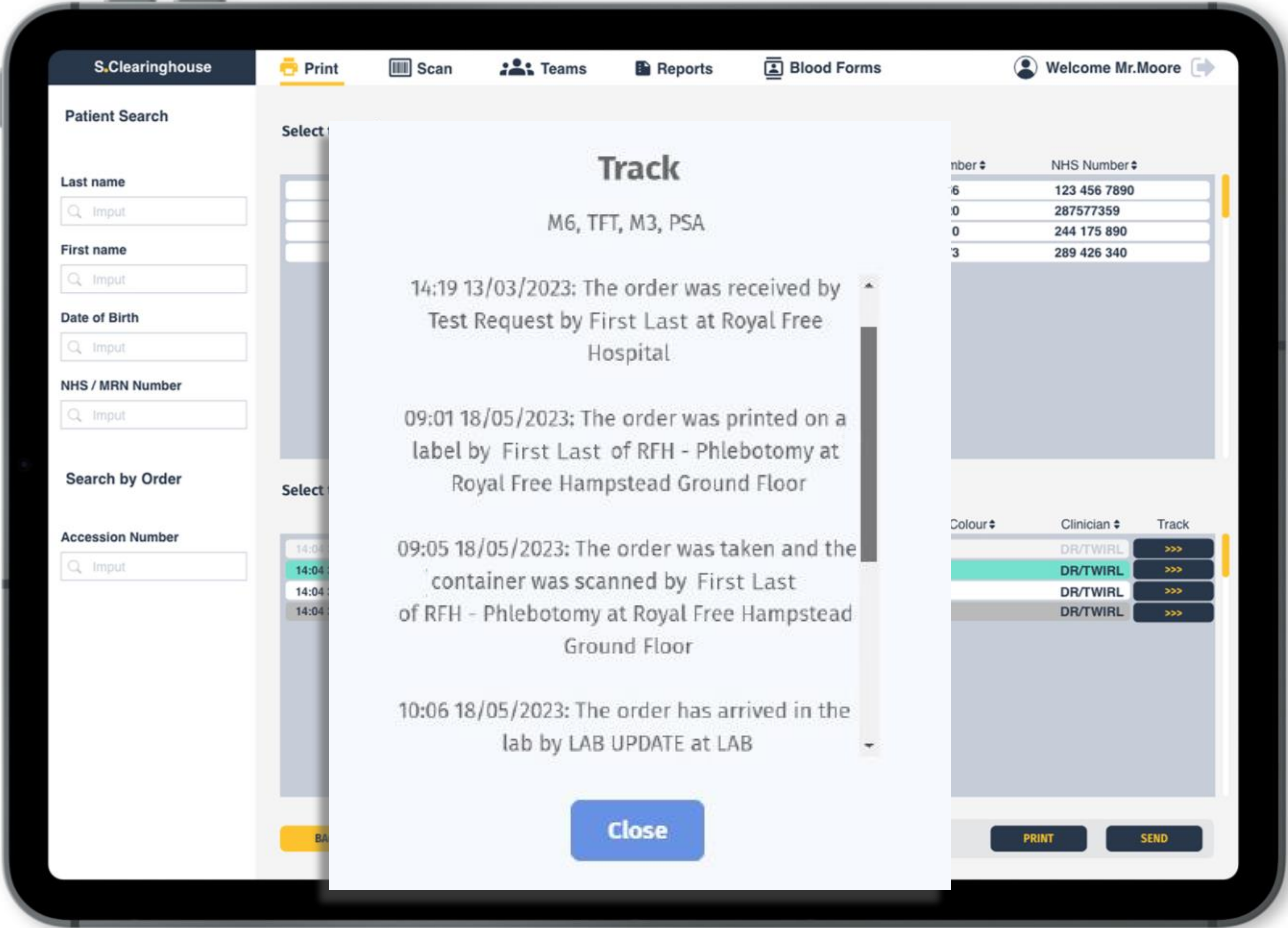 S.Clearinghouse
Print
Scan
Teams
Reports
Blood Forms
Welcome Mr.Moore
Patient Search
Last name
Imput
First name
Imput
Date of Birth
Imput
NHS / MRN Number
Imput
Search by Order
Accession Number
Imput
Select
NHS Number
123 456 7890
287577359
244 175 890
289 426 340
Select
Colour Clinician Track
14:04 DR/TWIRL >>>
14:04 DR/TWIRL >>>
14:04 DR/TWIRL >>>
14:04 DR/TWIRL >>>
PRINT SEND
Track
M6, TFT, M3, PSA
14:19 13/03/2023: The order was received by
Test Request by First Last at Royal Free
Hospital
09:01 18/05/2023: The order was printed on a
label by First Last of RFH - Phlebotomy at
Royal Free Hampstead Ground Floor
09:05 18/05/2023: The order was taken and the
container was scanned by First Last
of RFH - Phlebotomy at Royal Free Hampstead
Ground Floor
10:06 18/05/2023: The order has arrived in the
lab by LAB UPDATE at LAB
Close